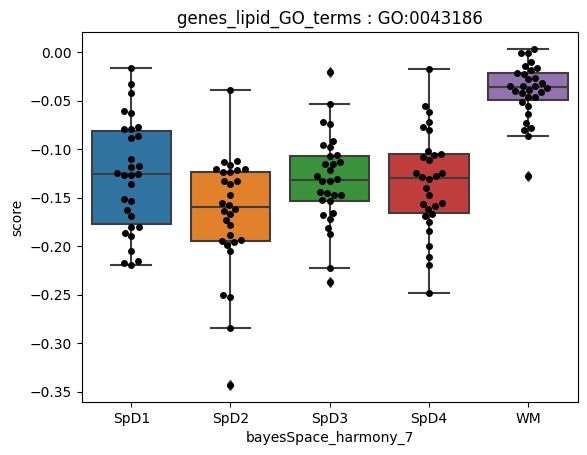 genes_lipid_GO_terms : GO:0043186
0.00
−0.05
−0.10
−0.15
−0.20
−0.25
−0.30
−0.35
score
SpD1 SpD2 SpD3 SpD4 WM
bayesSpace_harmony_7